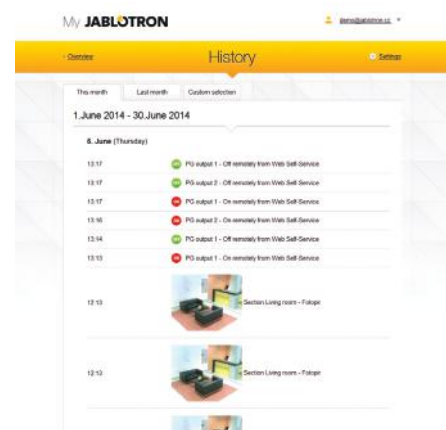 My JABLOTRON
demo@jablotron.cz
Overview
History
Settings
This month
Last month
Custom selection
1.June 2014 - 30.June 2014
6. June (Thursday)
13:17 PG output 1 - Off remotely from Web Self-Service
13:17 PG output 2 - Off remotely from Web Self-Service
13:17 PG output 1 - On remotely from Web Self-Service
13:16 PG output 2 - On remotely from Web Self-Service
13:14 PG output 1 - Off remotely from Web Self-Service
13:13 PG output 1 - On remotely from Web Self-Service
12:13 Section Living room - Fotopir
12:13 Section Living room - Fotopir